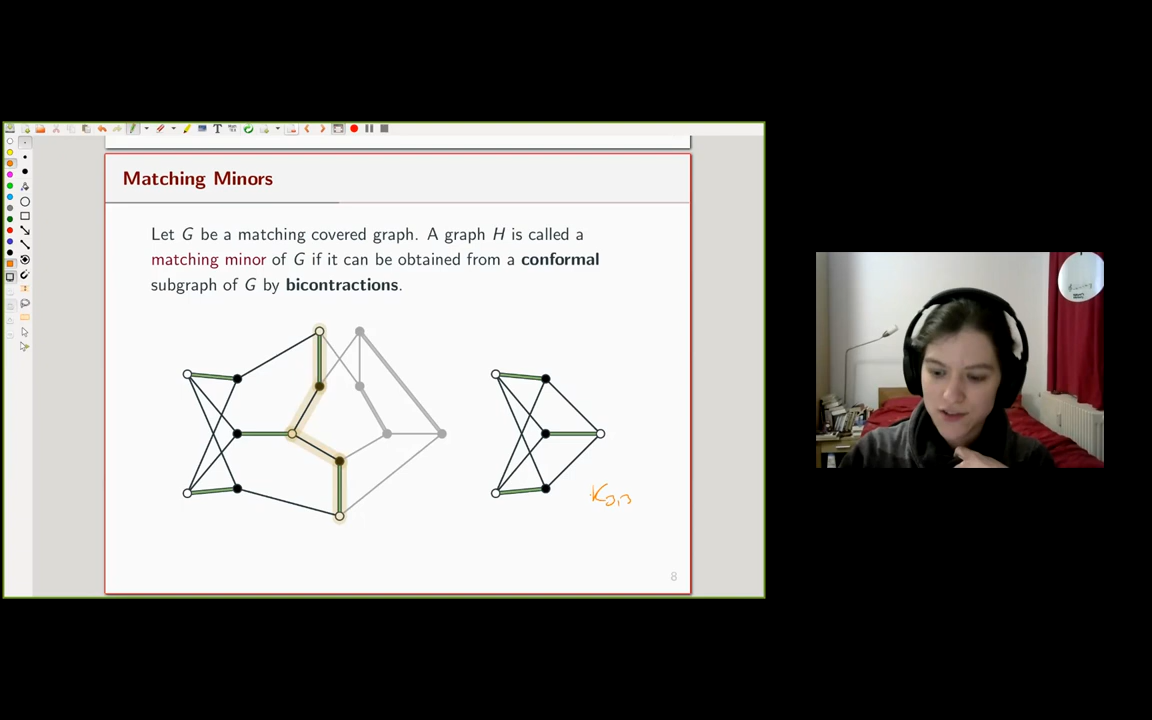 Matching Minors
Let G be a matching covered graph. A graph H is called a
matching minor of G if it can be obtained from a conformal
subgraph of G by bicontractions.
K3,3
8